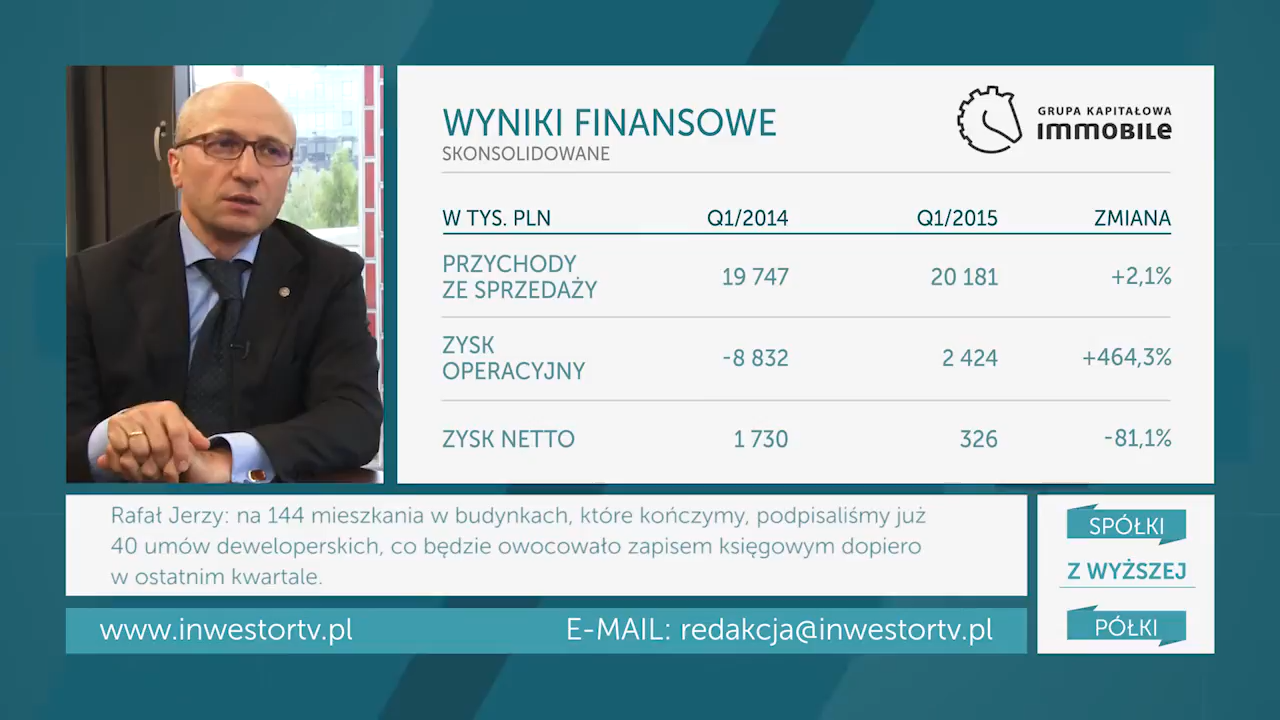 WYNIKI FINANSOWE
SKONSOLIDOWANE
GRUPA KAPITAŁOWA
IMMOBILE
W TYS. PLN Q1/2014 Q1/2015 ZMIANA
PRZYCHODY
ZE SPRZEDAŻY 19 747 20 181 +2,1%
ZYSK
OPERACYJNY -8 832 2 424 +464,3%
ZYSK NETTO 1 730 326 -81,1%
Rafał Jerzy: na 144 mieszkania w budynkach, które kończymy, podpisaliśmy już
40 umów deweloperskich, co będzie owocowało zapisem księgowym dopiero
w ostatnim kwartale.
SPÓŁKI
Z WYŻSZEJ
PÓŁKI
www.inwestortv.pl E-MAIL: redakcja@inwestortv.pl